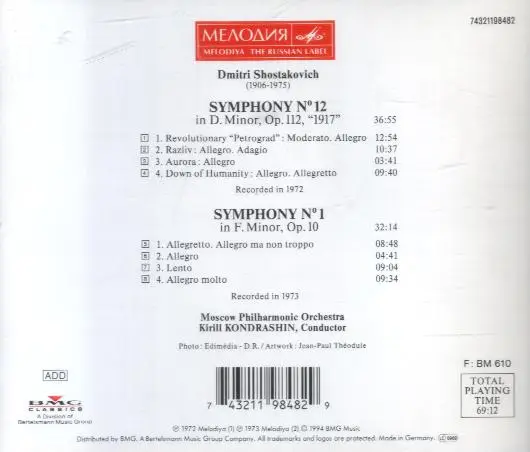 74321198482
МЕЛОДИЯ
MELODIYA THE RUSSIAN LABEL
Dmitri Shostakovich
(1906-1975)
SYMPHONY Nº 12
in D. Minor, Op. 112, “1917” 36:55
1 1. Revolutionary “Petrograd”: Moderato. Allegro 12:54
2 2. Razliv: Allegro. Adagio 10:37
3 3. Aurora: Allegro 03:41
4 4. Down of Humanity: Allegro. Allegretto 09:40
Recorded in 1972
SYMPHONY Nº 1
in F. Minor, Op. 10 32:14
5 1. Allegretto. Allegro ma non troppo 08:48
6 2. Allegro 04:41
7 3. Lento 09:04
8 4. Allegro molto 09:34
Recorded in 1973
Moscow Philharmonic Orchestra
Kirill KONDRASHIN, Conductor
Photo: Edimédia - D.R. / Artwork: Jean-Paul Théodule
ADD
F: BM 610
BMG
CLASSICS
A Division of
Bertelsmann Music Group
TOTAL
PLAYING
TIME
69:12
7 43211 98482 9
℗ 1972 Melodiya (1) ℗ 1973 Melodiya (2) © 1994 BMG Music
Distributed by BMG. A Bertelsmann Music Group Company. All trademarks and logos are protected. Made in Germany.